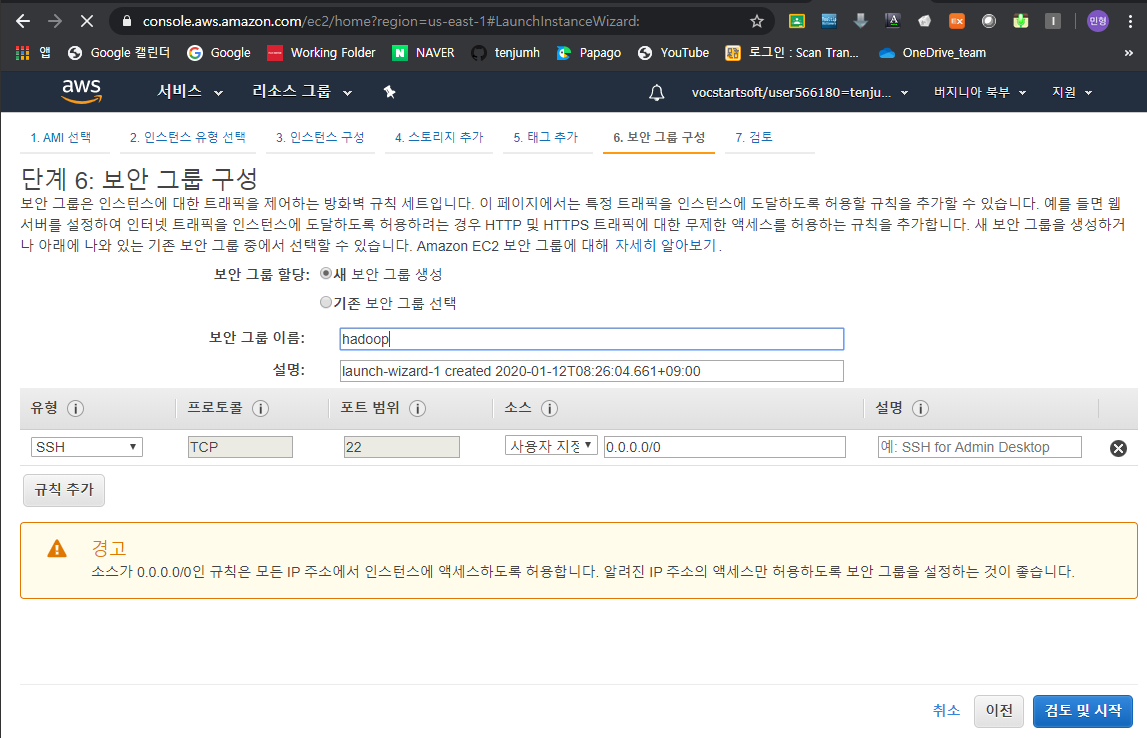 console.aws.amazon.com/ec2/home?region=us-east-1#LaunchInstanceWizard:
앱 Google 캘린더 Google Working Folder NAVER tenjumh Papago YouTube 로그인 : Scan Tran... OneDrive_team »
aws 서비스 리소스 그룹 vocstartsoft/user566180=tenju... 버지니아 북부 지원
1. AMI 선택 2. 인스턴스 유형 선택 3. 인스턴스 구성 4. 스토리지 추가 5. 태그 추가 6. 보안 그룹 구성 7. 검토
단계 6: 보안 그룹 구성
보안 그룹은 인스턴스에 대한 트래픽을 제어하는 방화벽 규칙 세트입니다. 이 페이지에서는 특정 트래픽을 인스턴스에 도달하도록 허용할 규칙을 추가할 수 있습니다. 예를 들면 웹
서버를 설정하여 인터넷 트래픽을 인스턴스에 도달하도록 허용하려는 경우 HTTP 및 HTTPS 트래픽에 대한 무제한 액세스를 허용하는 규칙을 추가합니다. 새 보안 그룹을 생성하거
나 아래에 나와 있는 기존 보안 그룹 중에서 선택할 수 있습니다. Amazon EC2 보안 그룹에 대해 자세히 알아보기.
보안 그룹 할당: 새 보안 그룹 생성
기존 보안 그룹 선택
보안 그룹 이름: hadoop
설명: launch-wizard-1 created 2020-01-12T08:26:04.661+09:00
유형 프로토콜 포트 범위 소스 설명
SSH TCP 22 사용자 지정 0.0.0.0/0 예: SSH for Admin Desktop
규칙 추가
경고
소스가 0.0.0.0/0인 규칙은 모든 IP 주소에서 인스턴스에 액세스하도록 허용합니다. 알려진 IP 주소의 액세스만 허용하도록 보안 그룹을 설정하는 것이 좋습니다.
취소 이전 검토 및 시작